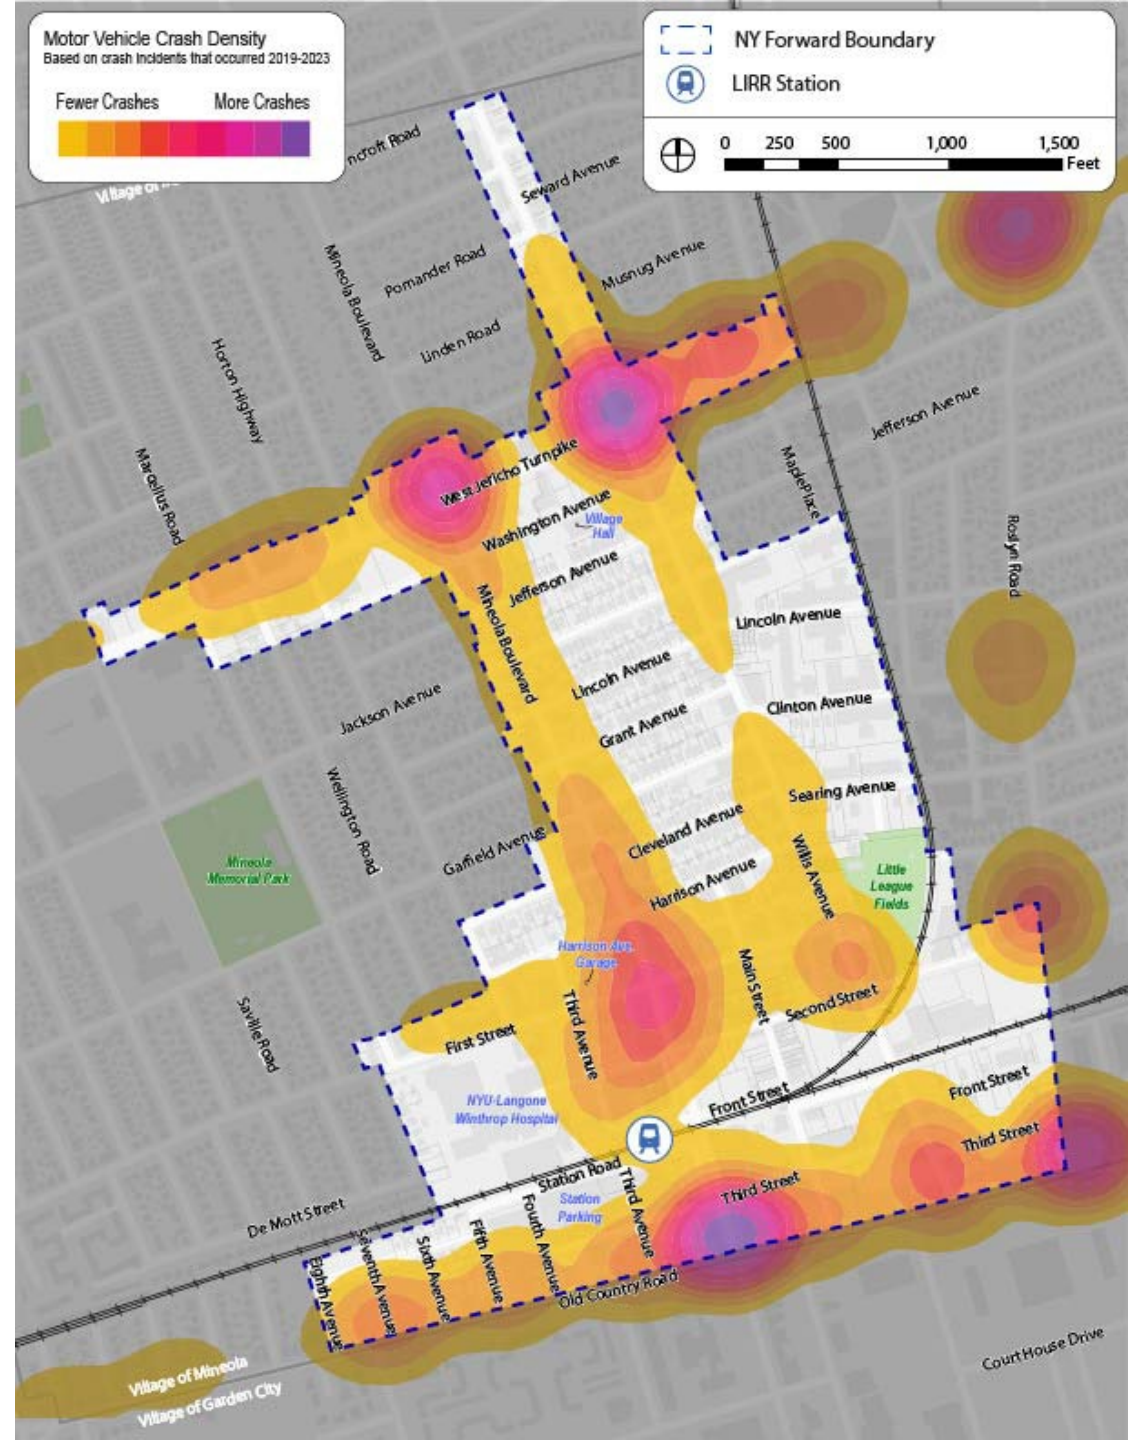 Motor Vehicle Crash Density
Based on crash incidents that occurred 2019-2023
Fewer Crashes
More Crashes
NY Forward Boundary
LIRR Station
0
250
500
1,000
1,500
Feet
ncroft Road
Village of
Seward Avenue
Mineola Boulevard
Pomander Road
Musnug Avenue
Linden Road
Horton Highway
Jefferson Avenue
Marcellus Road
West Jericho Turnpike
Maple Place
Washington Avenue
Village
Hall
Roslyn Road
Jefferson Avenue
Mineola Boulevard
Lincoln Avenue
Lincoln Avenue
Jackson Avenue
Clinton Avenue
Grant Avenue
Wellington Road
Searing Avenue
Cleveland Avenue
Garfield Avenue
Willis Avenue
Mineola
Memorial Park
Little
League
Fields
Harrison Avenue
Harrison Ave.
Garage
Main Street
Second Street
Third Avenue
Saville Road
First Street
Front Street
Front Street
NYU-Langone
Winthrop Hospital
Third Street
Station Road
Third Avenue
Third Street
Station
Parking
De Mott Street
Fourth Avenue
Fifth Avenue
Sixth Avenue
Seventh Avenue
Eighth Avenue
Old Country Road
Court House Drive
Village of Mineola
Village of Garden City